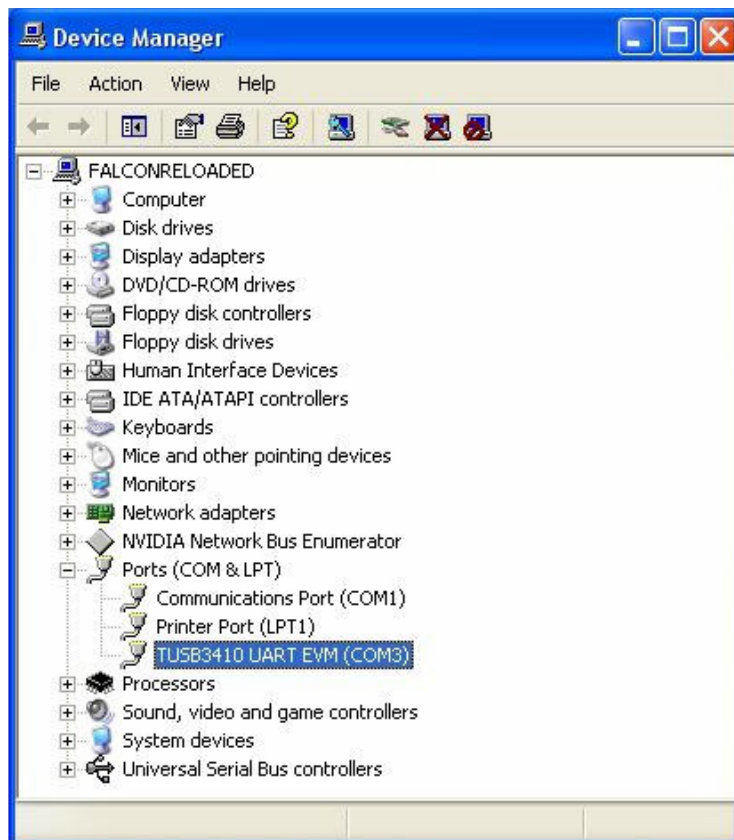 Device Manager
File Action View Help
FALCONRELOADED
Computer
Disk drives
Display adapters
DVD/CD-ROM drives
Floppy disk controllers
Floppy disk drives
Human Interface Devices
IDE ATA/ATAPI controllers
Keyboards
Mice and other pointing devices
Monitors
Network adapters
NVIDIA Network Bus Enumerator
Ports (COM & LPT)
Communications Port (COM1)
Printer Port (LPT1)
TUSB3410 UART EVM (COM3)
Processors
Sound, video and game controllers
System devices
Universal Serial Bus controllers